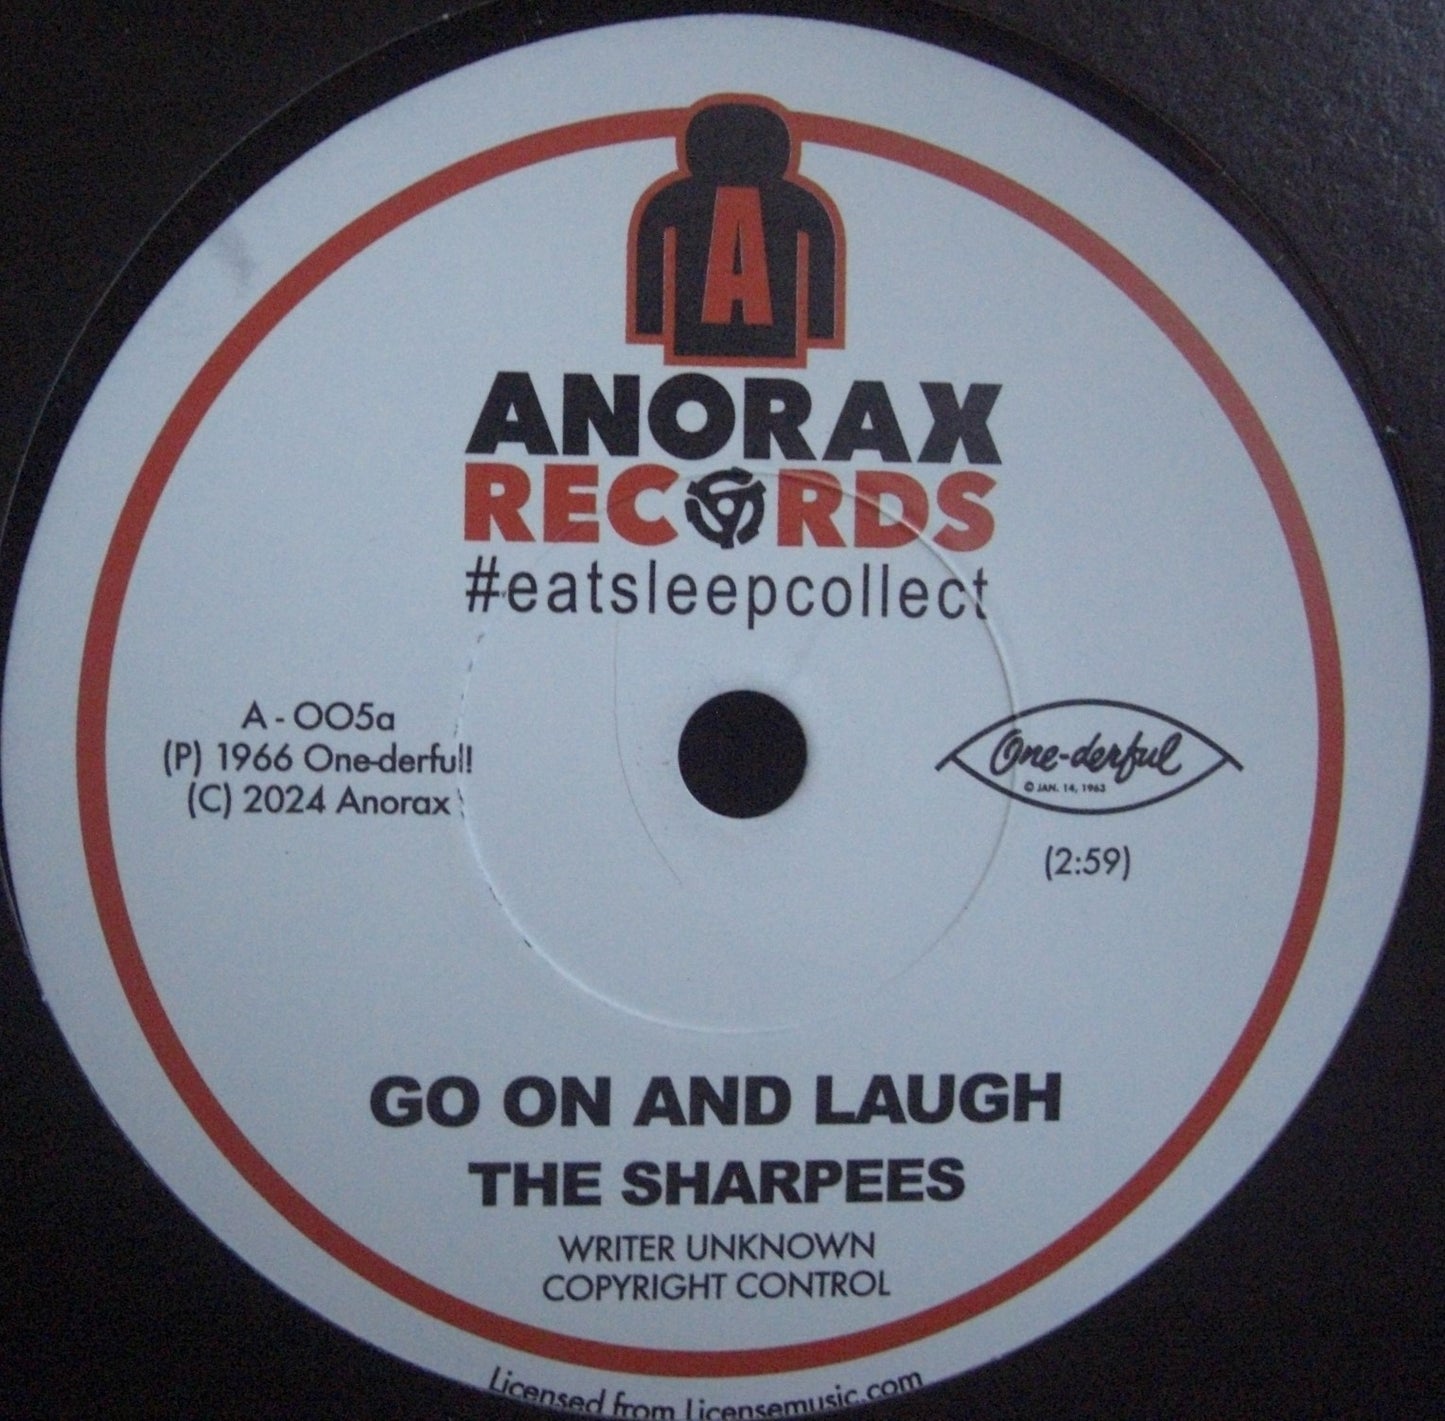 A
ANORAX
RECORDS
#eatsleepcollect
A - OO5a
(P) 1966 One-derful!
(C) 2024 Anorax
One-derful
© JAN. 14, 1963
(2:59)
GO ON AND LAUGH
THE SHARPEES
WRITER UNKNOWN
COPYRIGHT CONTROL
Licensed from Licensemusic.com